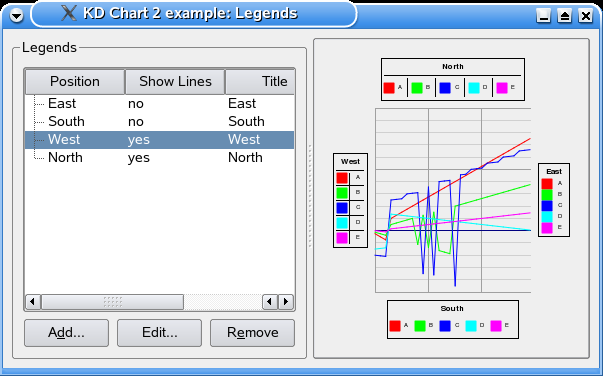 KD Chart 2 example: Legends
Legends
Position Show Lines Title
East no East
South no South
West yes West
North yes North
Add... Edit... Remove
North
A B C D E
West
A
B
C
D
E
East
A
B
C
D
E
South
A B C D E